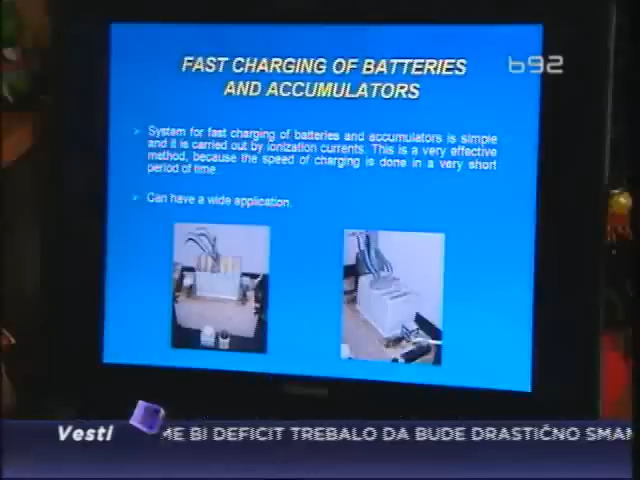 FAST CHARGING OF BATTERIES
AND ACCUMULATORS
b92
System for fast charging of batteries and accumulators is simple
and it is carried out by ionization currents. This is a very effective
method, because the speed of charging is done in a very short
period of time.
Can have a wide application.
Vesti
BI DEFICIT TREBALO DA BUDE DRASTIČNO